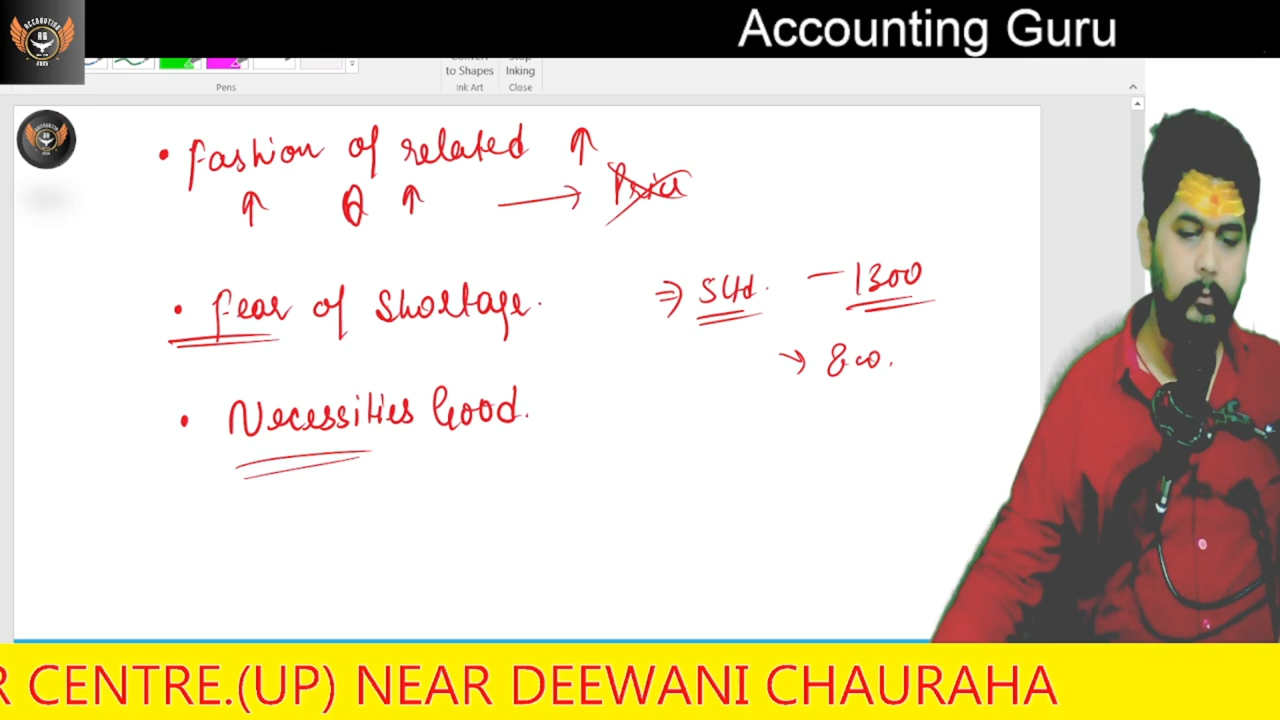 Accounting Guru
to Shapes
Inking
Pens
Ink Art
Close
• fashion of related ↑
↑ Q ↑ → Price
• fear of Shortage.
⇒ – 1300
→ 800.
• Necessities Good.
R CENTRE.(UP) NEAR DEEWANI CHAURAHA